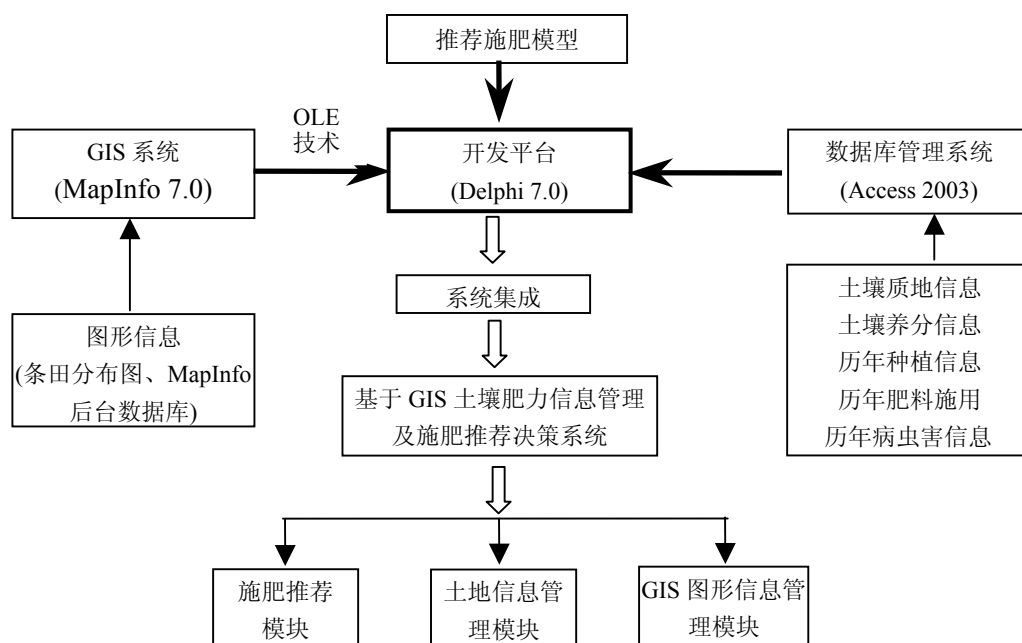 推荐施肥模型
OLE
技术
GIS 系统
(MapInfo 7.0)
开发平台
(Delphi 7.0)
数据库管理系统
(Access 2003)
系统集成
图形信息
(条田分布图、MapInfo
后台数据库)
土壤质地信息
土壤养分信息
历年种植信息
历年肥料施用
历年病虫害信息
基于 GIS 土壤肥力信息管理
及施肥推荐决策系统
施肥推荐
模块
土地信息管
理模块
GIS 图形信息管
理模块